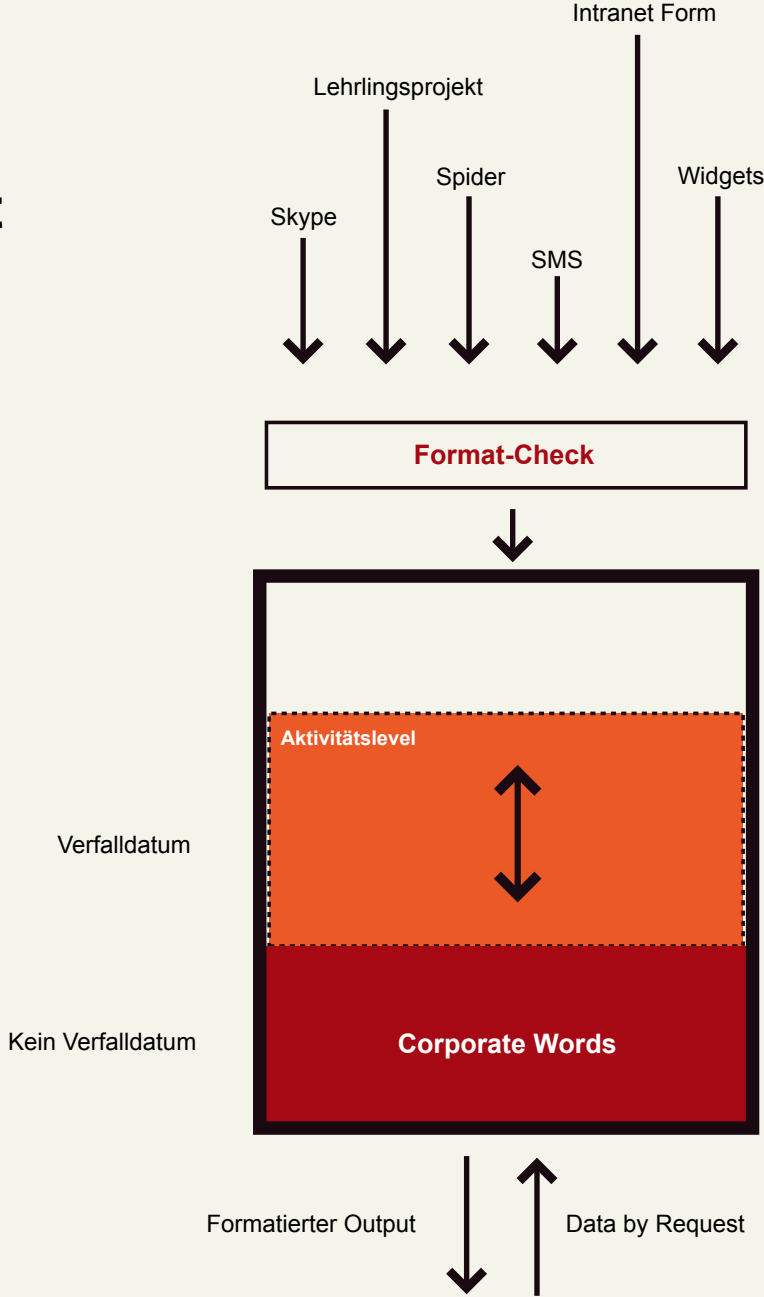 Intranet Form
Lehrlingsprojekt
Spider
Widgets
Skype
SMS
Format-Check
Aktivitätslevel
Verfalldatum
Kein Verfalldatum
Corporate Words
Formatierter Output
Data by Request